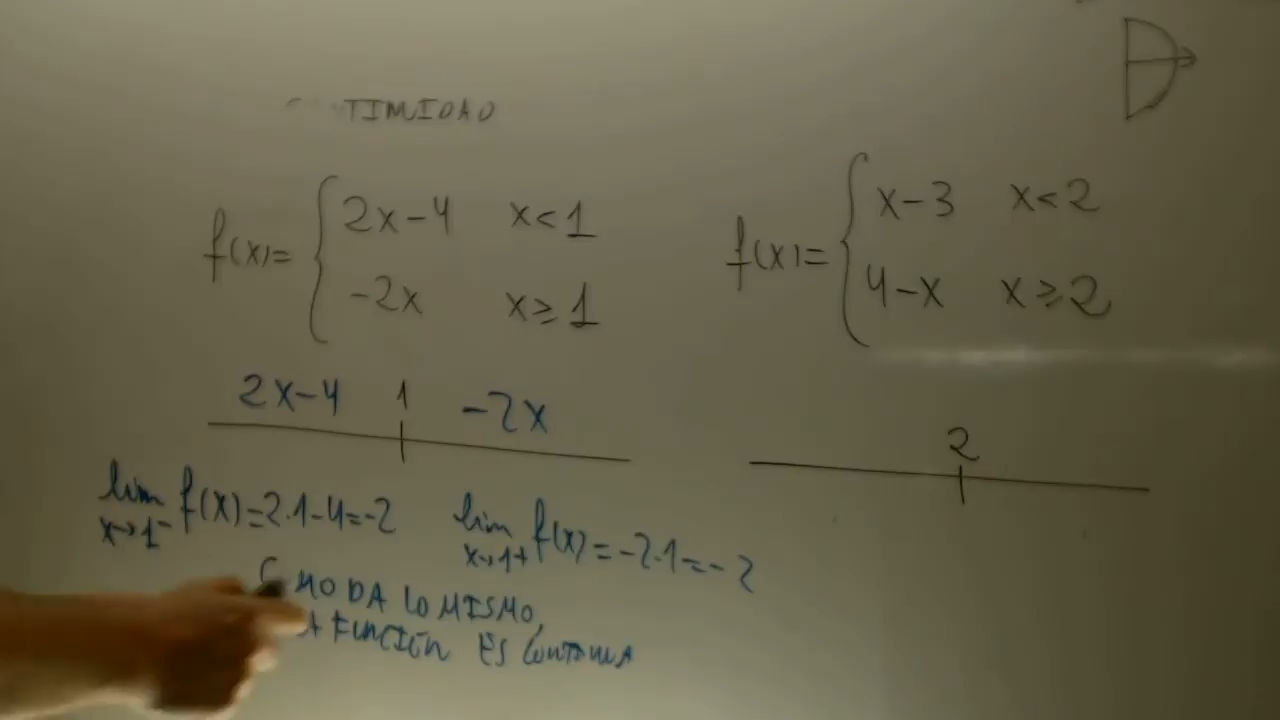 TINUIDAD
f(x)= { 2x-4 x<1
-2x x≥1
2x-4 1 -2x
lim x→1⁻ f(x)=2·1-4=-2 lim x→1+ f(x)=-2·1=-2
MO DA LO MISMO,
A FUNCIÓN ES CONTINUA
f(x)= { x-3 x<2
4-x x≥2
2